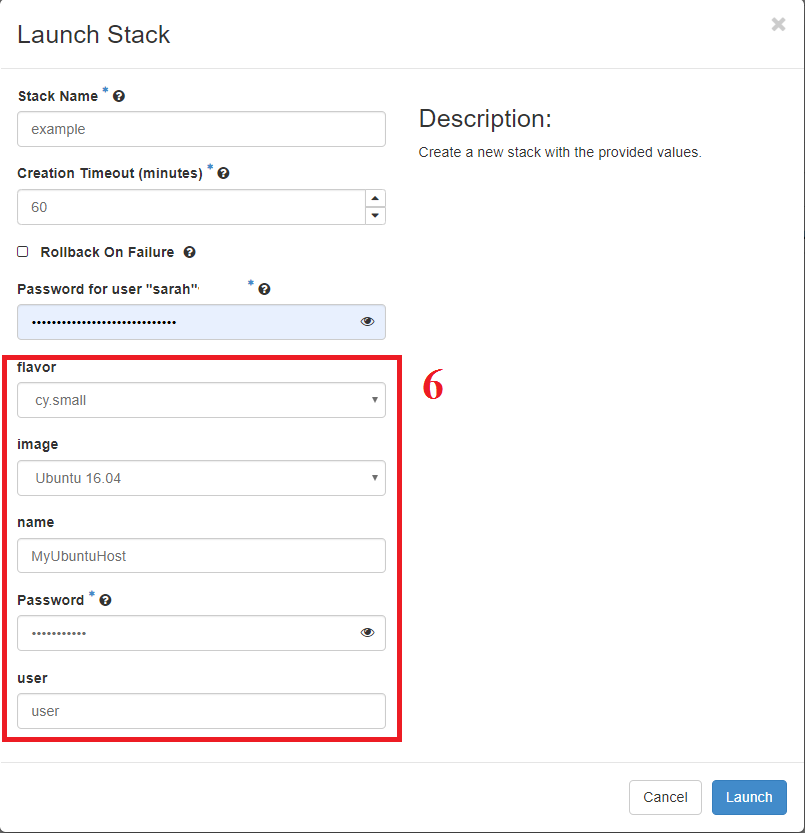 Launch Stack
×
Stack Name * ?
example
Description:
Create a new stack with the provided values.
Creation Timeout (minutes) * ?
60
Rollback On Failure ?
Password for user "sarah" * ?
•••••••••••••••••••••••••••••
flavor
6
cy.small
image
Ubuntu 16.04
name
MyUbuntuHost
Password * ?
•••••••••••
user
user
Cancel Launch